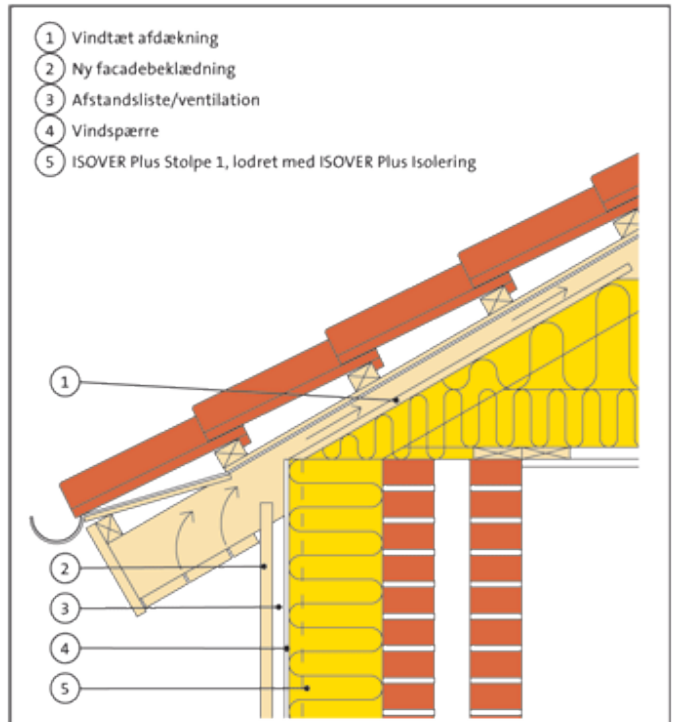 1 Vindtæt afdækning
2 Ny facadebeklædning
3 Afstandsliste/ventilation
4 Vindspærre
5 ISOVER Plus Stolpe 1, lodret med ISOVER Plus Isolering
1
2
3
4
5